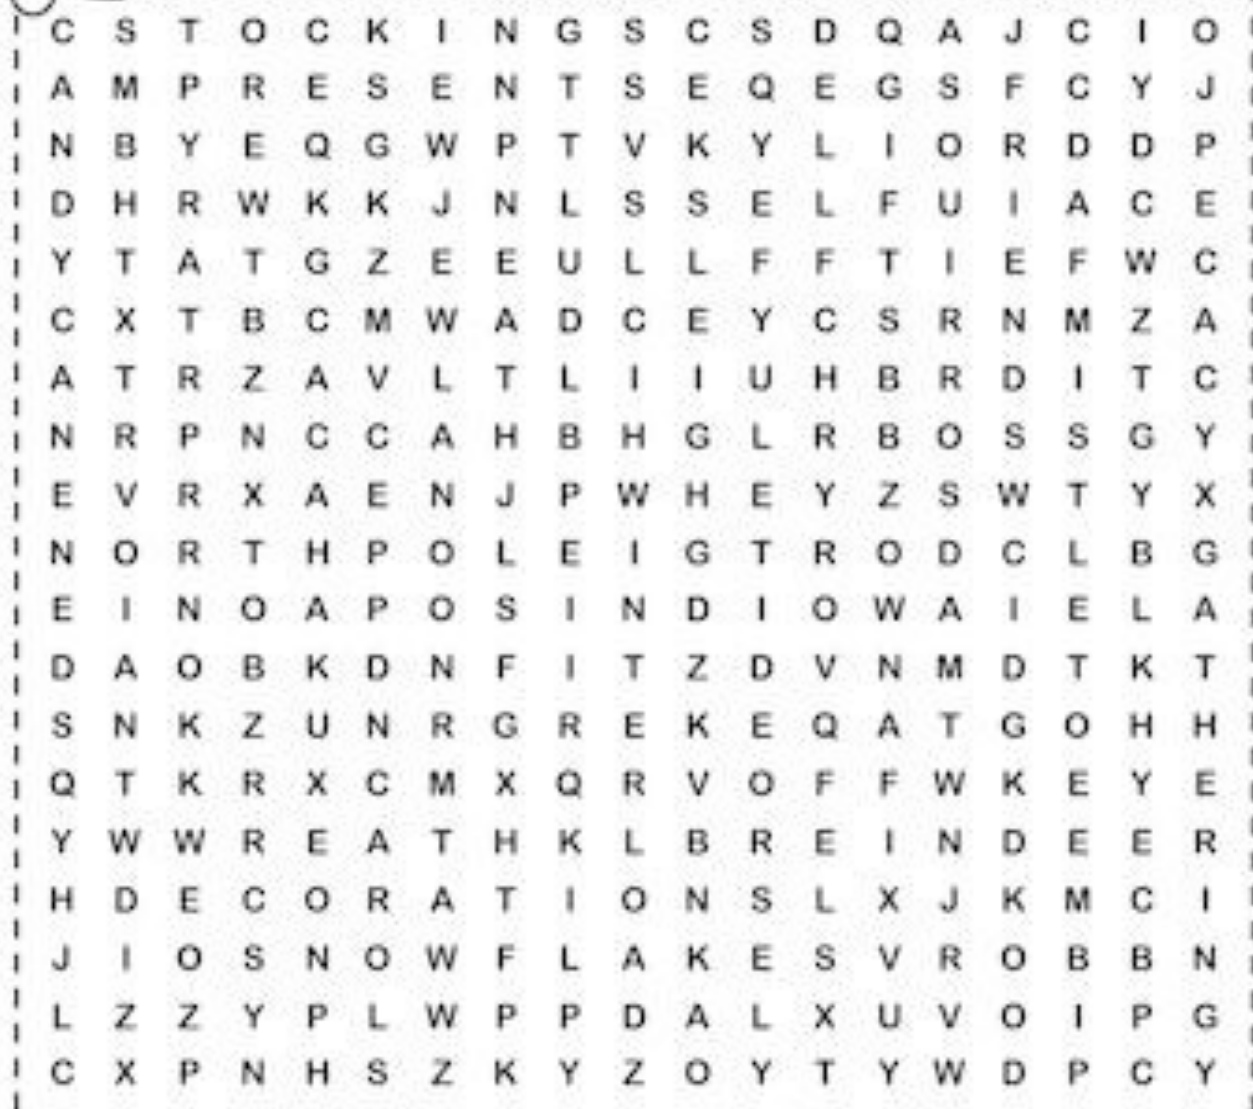 C S T O C K I N G S C S D Q A J C I O
A M P R E S E N T S E Q E G S F C Y J
N B Y E Q G W P T V K Y L I O R D D P
D H R W K K J N L S S E L F U I A C E
Y T A T G Z E E U L L F F T I E F W C
C X T B C M W A D C E Y C S R N M Z A
A T R Z A V L T L I I U H B R D I T C
N R P N C C A H B H G L R B O S S G Y
E V R X A E N J P W H E Y Z S W T Y X
N O R T H P O L E I G T R O D C L B G
E I N O A P O S I N D I O W A I E L A
D A O B K D N F I T Z D V N M D T K T
S N K Z U N R G R E K E Q A T G O H H
Q T K R X C M X Q R V O F F W K E Y E
Y W W R E A T H K L B R E I N D E E R
H D E C O R A T I O N S L X J K M C I
J I O S N O W F L A K E S V R O B B N
L Z Z Y P L W P P D A L X U V O I P G
C X P N H S Z K Y Z O Y T Y W D P C Y